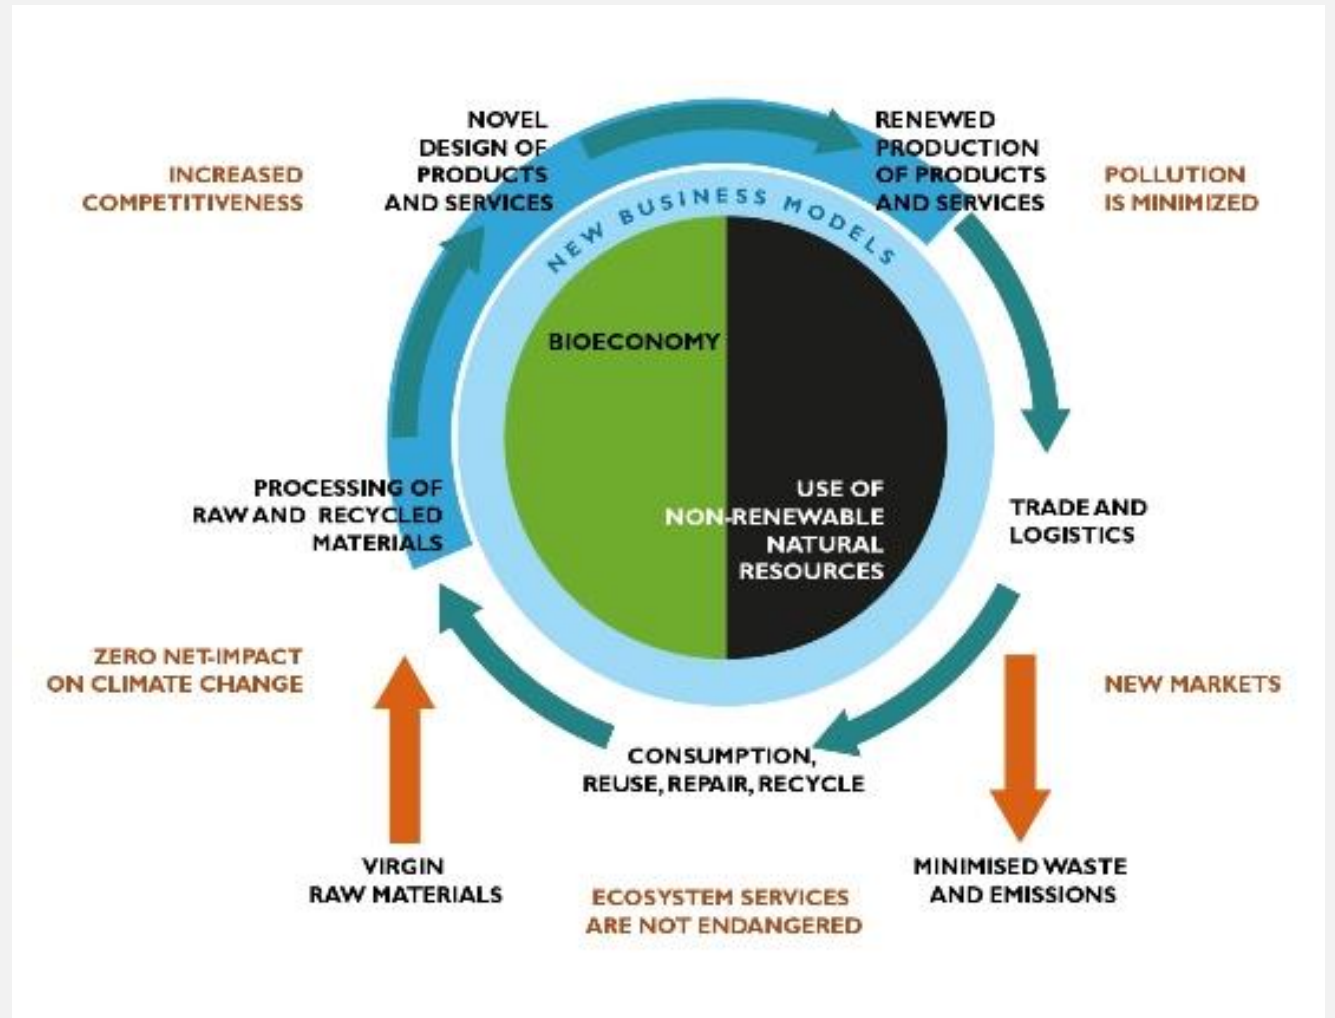 NOVEL
DESIGN OF
PRODUCTS
AND SERVICES
RENEWED
PRODUCTION
OF PRODUCTS
AND SERVICES
INCREASED
COMPETITIVENESS
POLLUTION
IS MINIMIZED
NEW BUSINESS MODELS
BIOECONOMY
PROCESSING OF
RAW AND RECYCLED
MATERIALS
USE OF
NON-RENEWABLE
NATURAL
RESOURCES
TRADE AND
LOGISTICS
ZERO NET-IMPACT
ON CLIMATE CHANGE
NEW MARKETS
CONSUMPTION,
REUSE, REPAIR, RECYCLE
VIRGIN
RAW MATERIALS
MINIMISED WASTE
AND EMISSIONS
ECOSYSTEM SERVICES
ARE NOT ENDANGERED